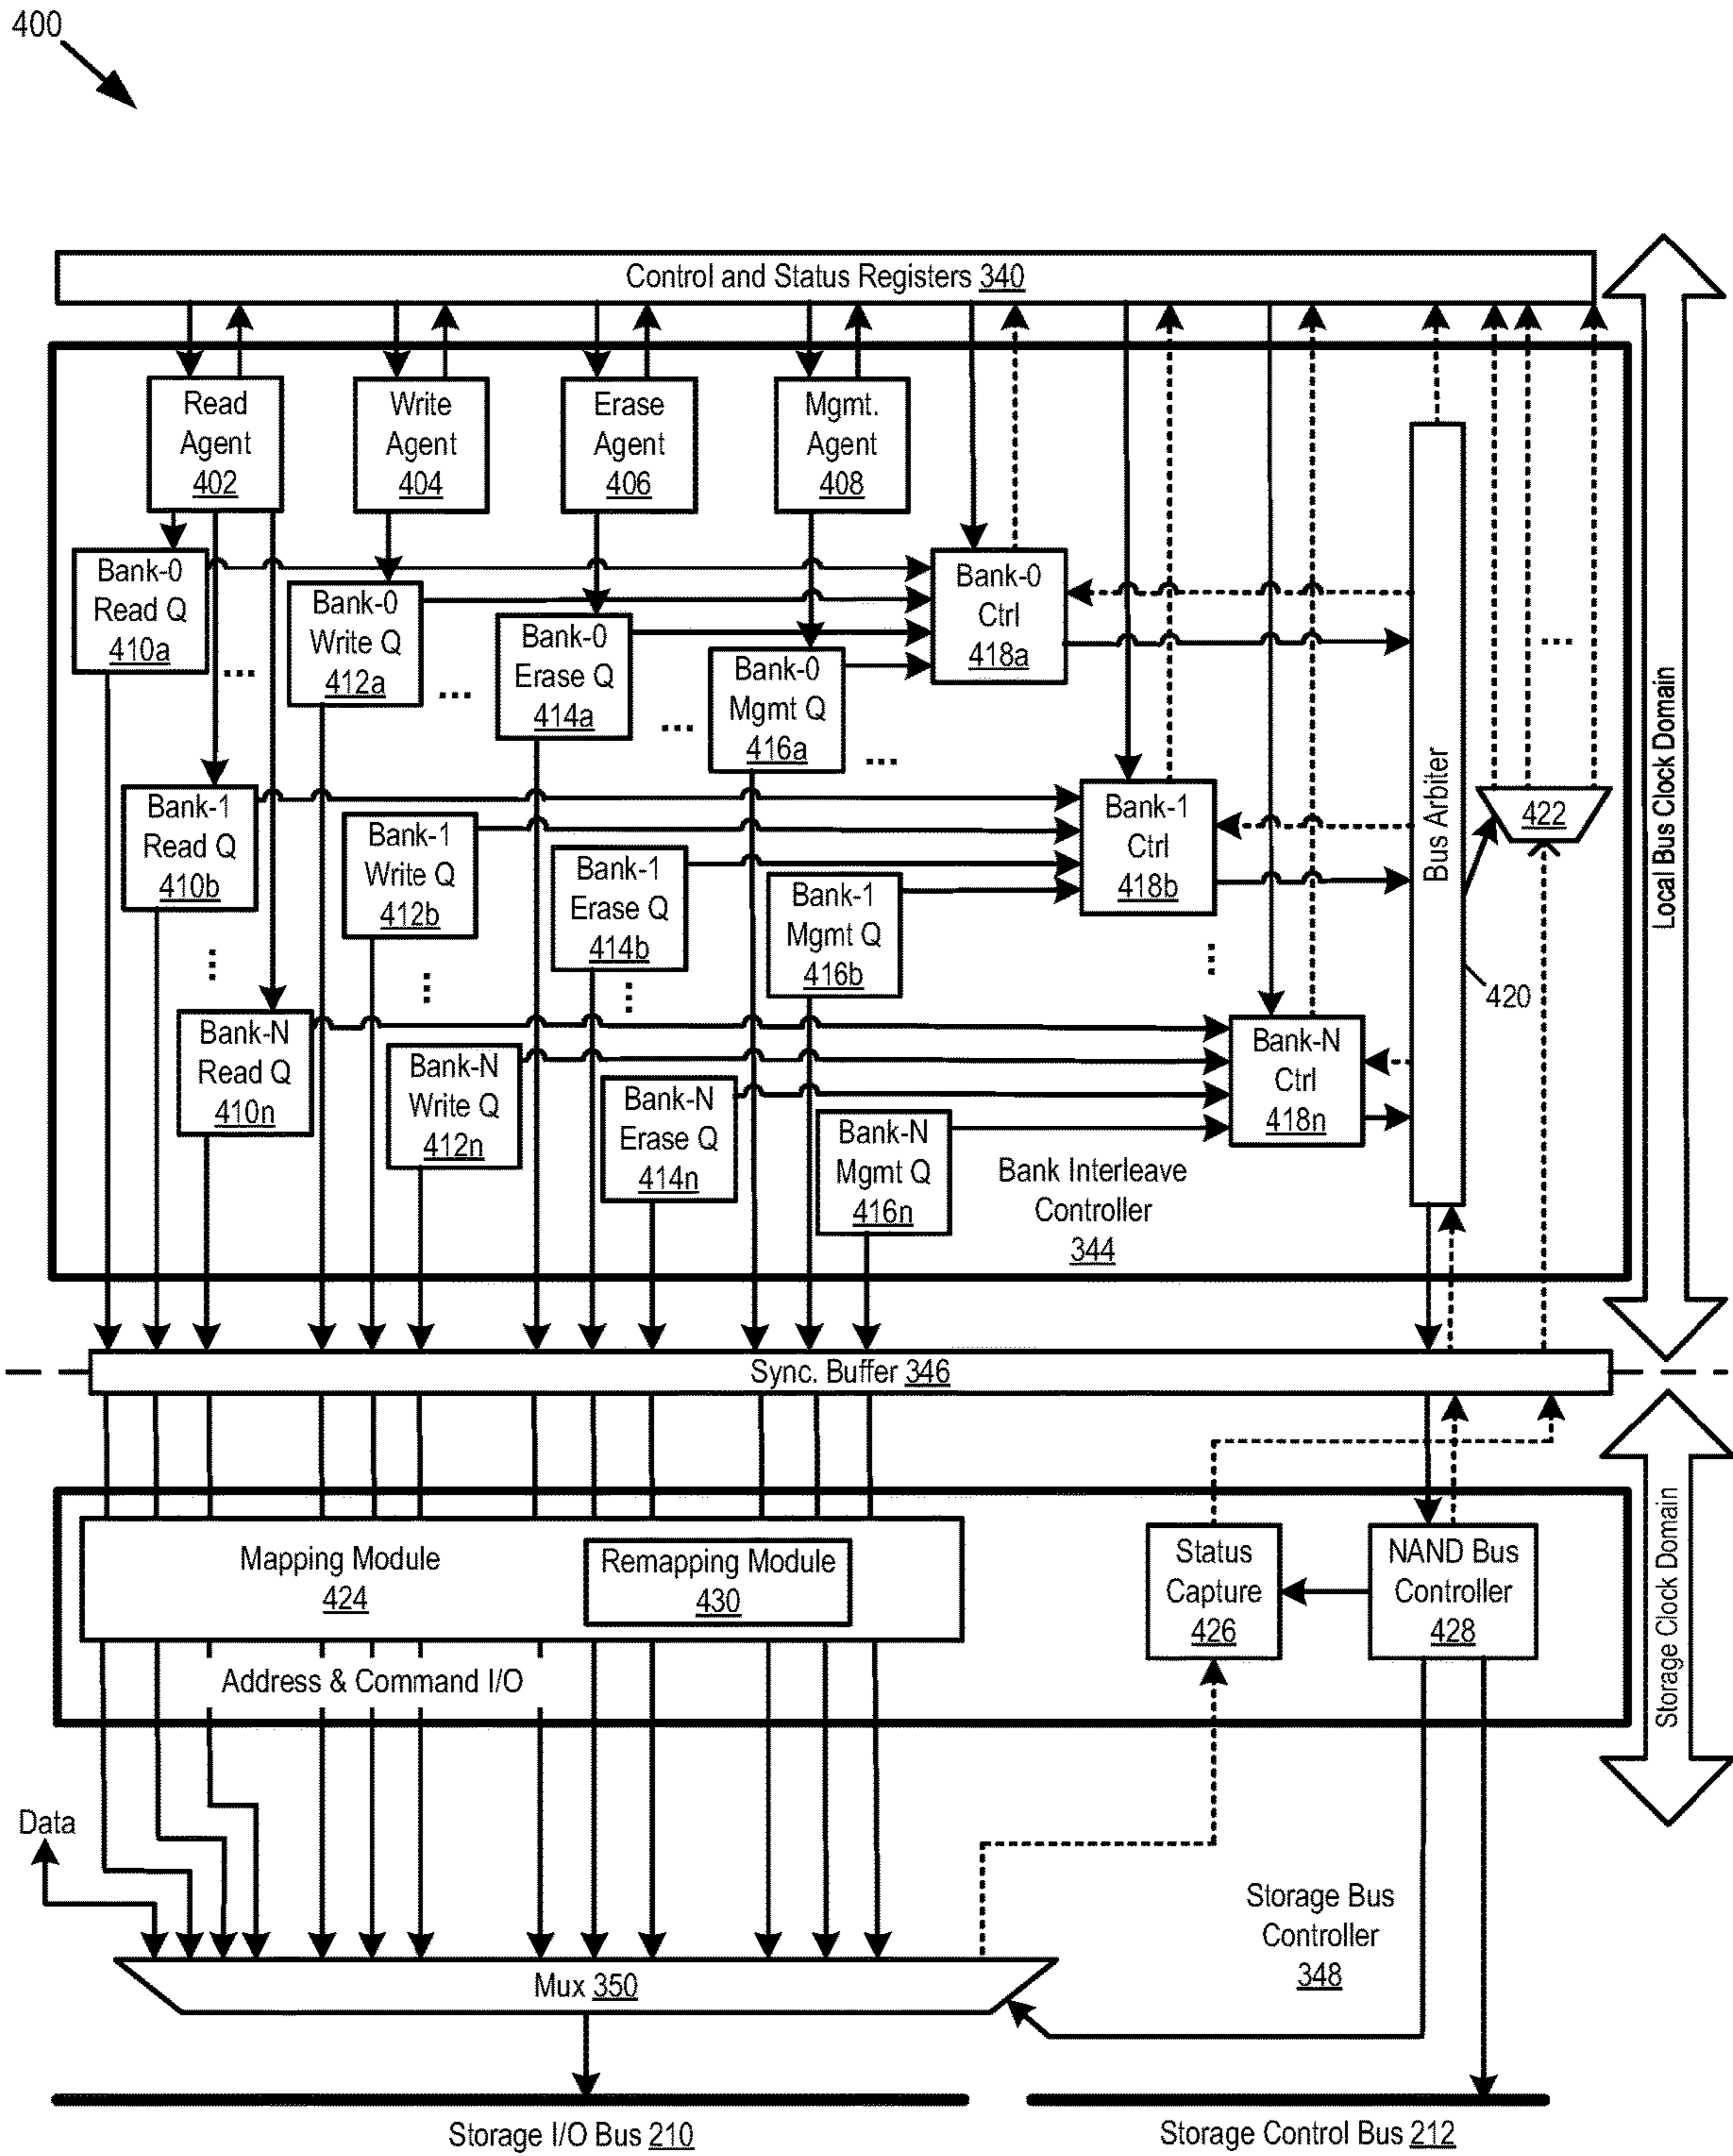 400
Control and Status Registers 340
Read
Agent
402
Write
Agent
404
Erase
Agent
406
Mgmt.
Agent
408
Bank-0
Read Q
410a
...
Bank-0
Write Q
412a
...
Bank-0
Erase Q
414a
...
Bank-0
Mgmt Q
416a
...
Bank-0
Ctrl
418a
Bank-1
Read Q
410b
...
Bank-1
Write Q
412b
...
Bank-1
Erase Q
414b
...
Bank-1
Mgmt Q
416b
Bank-1
Ctrl
418b
...
Bank-N
Read Q
410n
Bank-N
Write Q
412n
Bank-N
Erase Q
414n
Bank-N
Mgmt Q
416n
Bank-N
Ctrl
418n
Bus Arbiter
420
...
422
Bank Interleave
Controller
344
Local Bus Clock Domain
Sync. Buffer 346
Mapping Module
424
Remapping Module
430
Status
Capture
426
NAND Bus
Controller
428
Address & Command I/O
Storage Clock Domain
Data
Storage Bus
Controller
348
Mux 350
Storage I/O Bus 210
Storage Control Bus 212